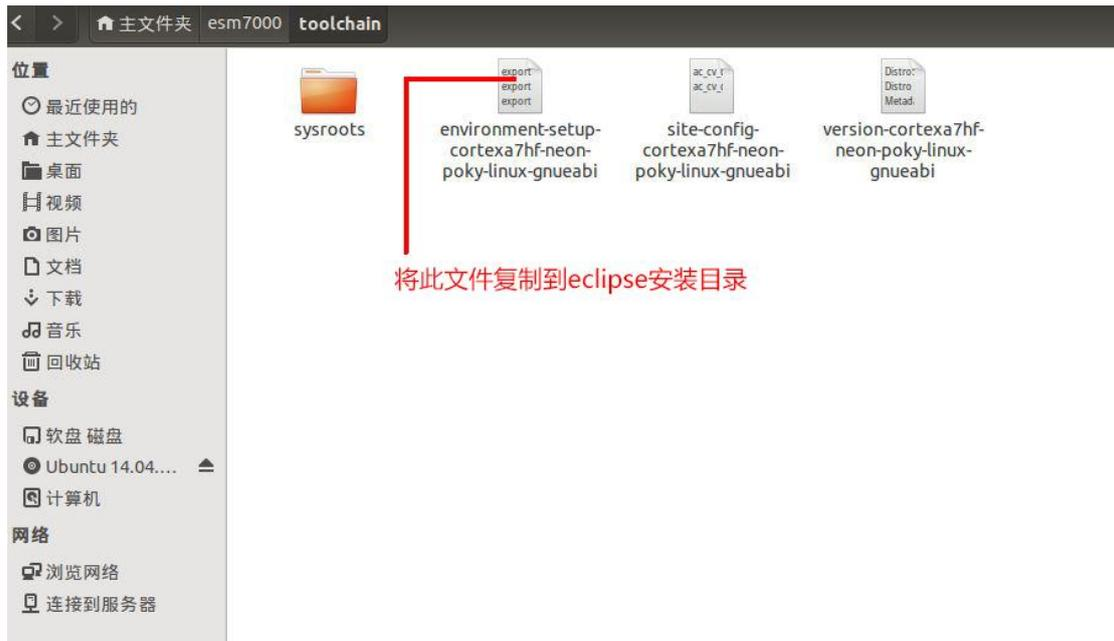 主文件夹 esm7000 toolchain
位置
最近使用的
主文件夹
桌面
视频
图片
文档
下载
音乐
回收站
设备
软盘 磁盘
Ubuntu 14.04....
计算机
网络
浏览网络
连接到服务器
export
export
export
ac_cv_
ac_cv_
Distro:
Distro
Metad
sysroots
environment-setup-
cortexa7hf-neon-
poky-linux-gnueabi
site-config-
cortexa7hf-neon-
poky-linux-gnueabi
version-cortexa7hf-
neon-poky-linux-
gnueabi
将此文件复制到eclipse安装目录